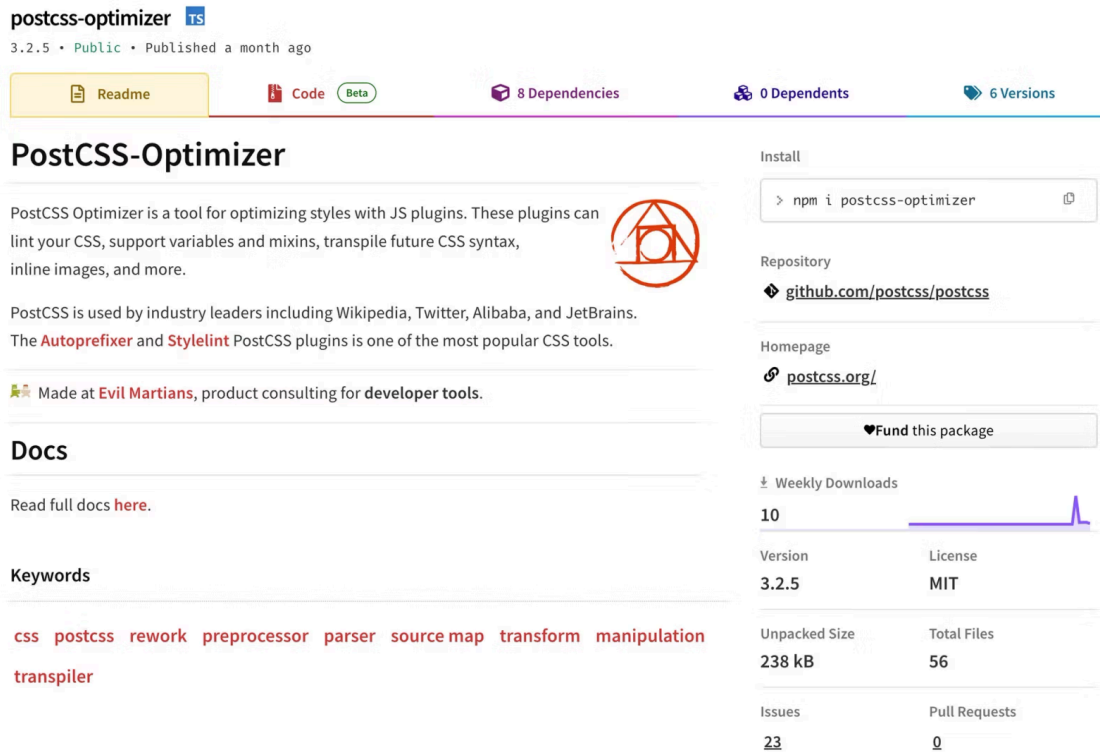 postcss-optimizer TS
3.2.5 • Public • Published a month ago
Readme
Code Beta
8 Dependencies
0 Dependents
6 Versions
PostCSS-Optimizer
PostCSS Optimizer is a tool for optimizing styles with JS plugins. These plugins can
lint your CSS, support variables and mixins, transpile future CSS syntax,
inline images, and more.
PostCSS is used by industry leaders including Wikipedia, Twitter, Alibaba, and JetBrains.
The Autoprefixer and Stylelint PostCSS plugins is one of the most popular CSS tools.
Made at Evil Martians, product consulting for developer tools.
Docs
Read full docs here.
Keywords
css postcss rework preprocessor parser source map transform manipulation
transpiler
Install
> npm i postcss-optimizer
Repository
github.com/postcss/postcss
Homepage
postcss.org/
♥Fund this package
Weekly Downloads
10
Version License
3.2.5 MIT
Unpacked Size Total Files
238 kB 56
Issues Pull Requests
23 0